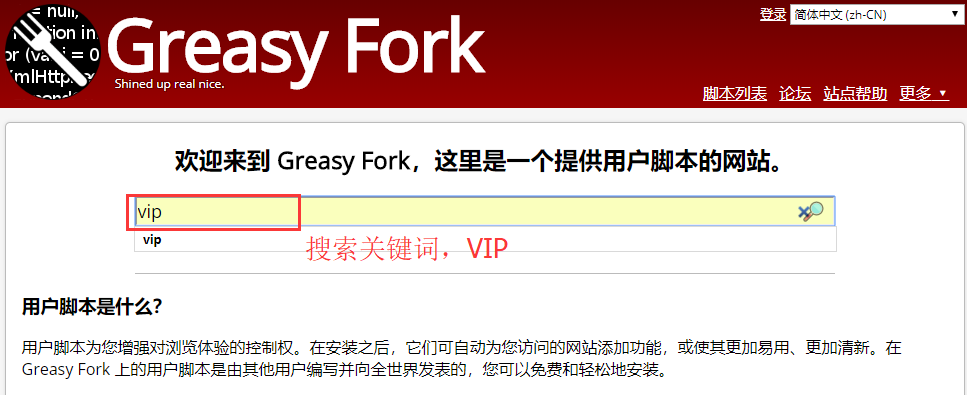 = null,
登录 简体中文 (zh-CN)
Greasy Fork
Shined up real nice.
脚本列表 论坛 站点帮助 更多 ▼
欢迎来到 Greasy Fork，这里是一个提供用户脚本的网站。
vip
vip
搜索关键词，VIP
用户脚本是什么？
用户脚本为您增强对浏览体验的控制权。在安装之后，它们可自动为您访问的网站添加功能，或使其更加易用、更加清新。在
Greasy Fork 上的用户脚本是由其他用户编写并向全世界发表的，您可以免费和轻松地安装。